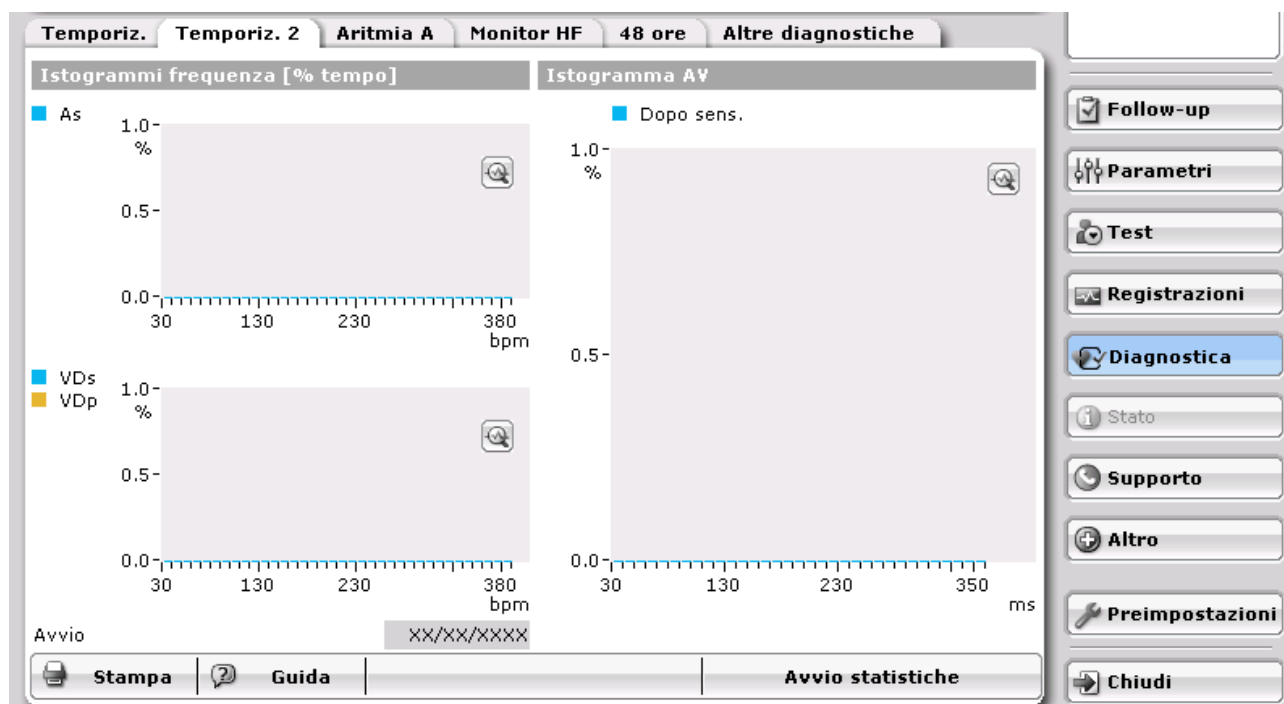 Temporiz. Temporiz. 2 Aritmia A Monitor HF 48 ore Altre diagnostiche
Istogrammi frequenza [% tempo]
As
1.0
%
0.5
0.0
30 130 230 380
bpm
VDs
VDp
1.0
%
0.5
0.0
30 130 230 380
bpm
Avvio XX/XX/XXXX
Istogramma AV
Dopo sens.
1.0
%
0.5
0.0
30 130 230 350
ms
Stampa Guida Avvio statistiche
Follow-up
Parametri
Test
Registrazioni
Diagnostica
Stato
Supporto
Altro
Preimpostazioni
Chiudi